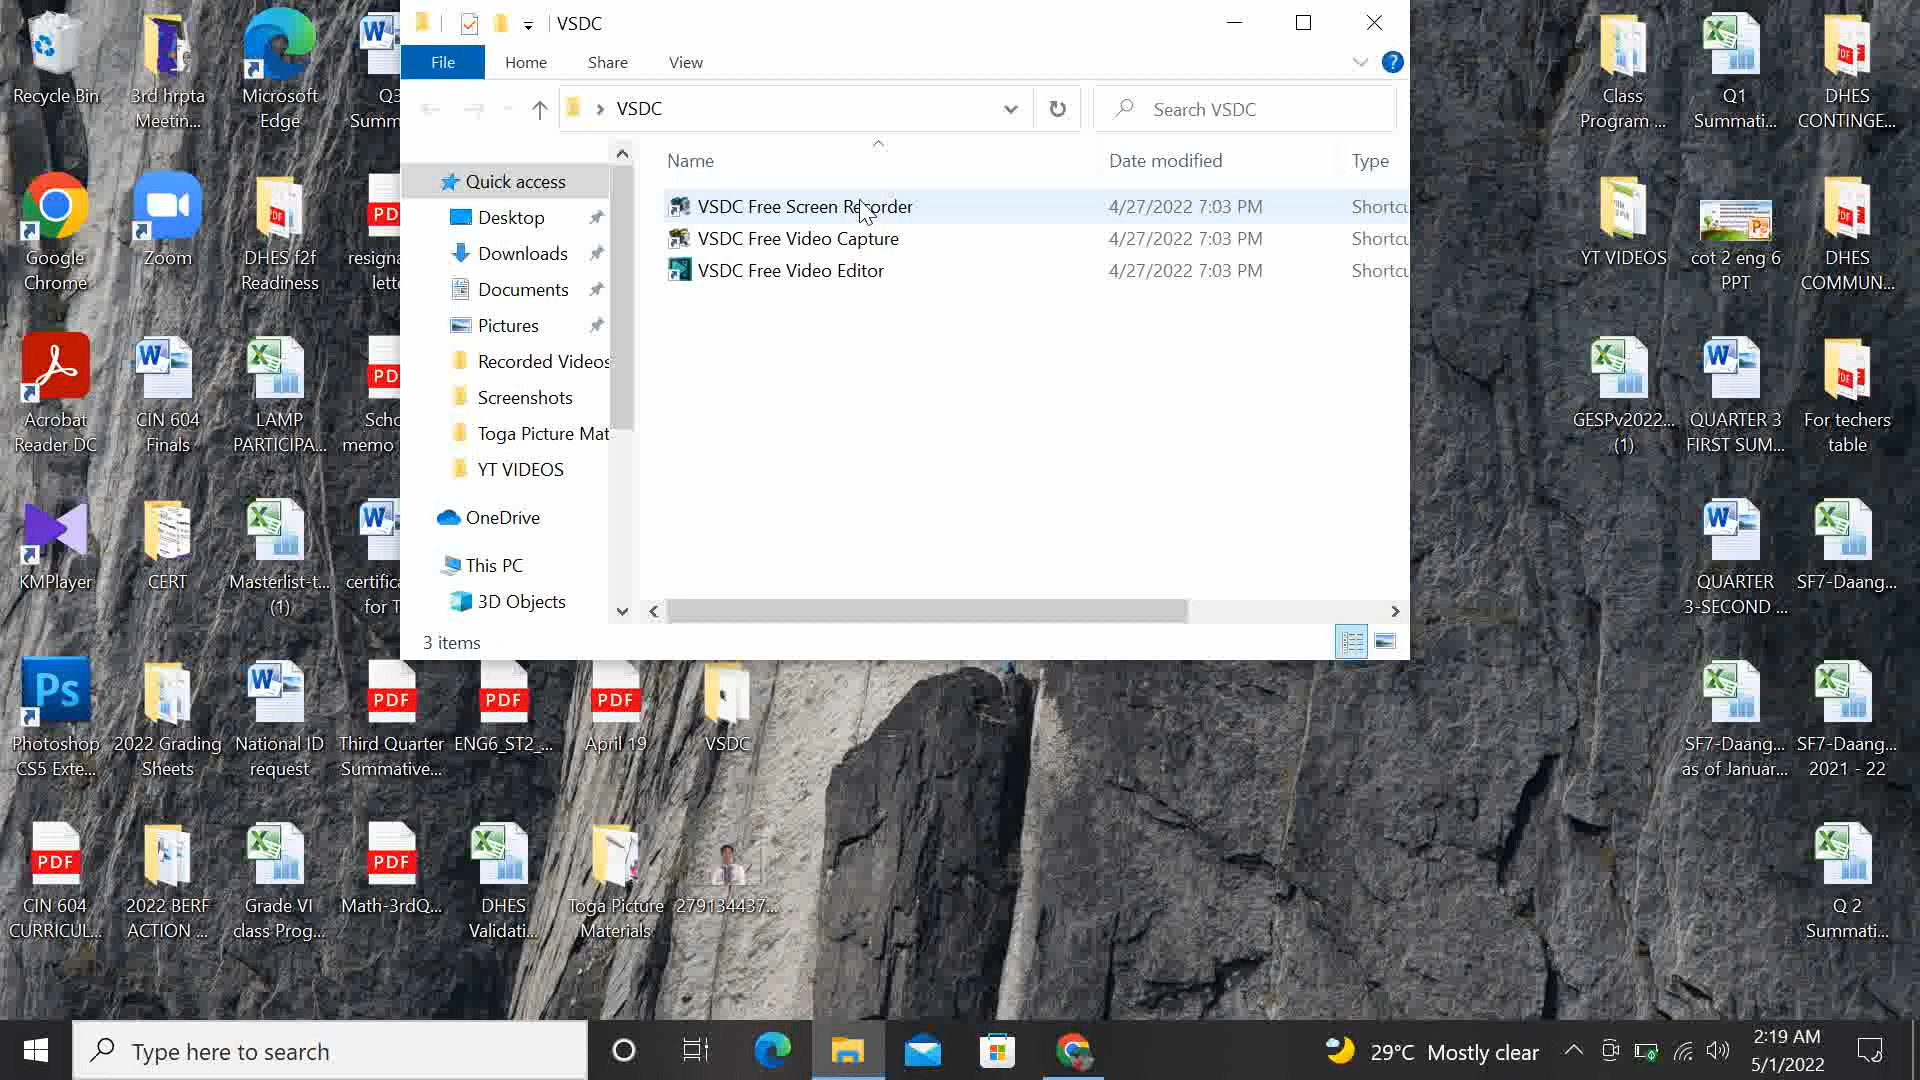 VSDC
File
Home
Share
View
VSDC
Search VSDC
Name
Date modified
Type
Quick access
Desktop
Downloads
Documents
Pictures
Recorded Videos
Screenshots
Toga Picture Mat
YT VIDEOS
OneDrive
This PC
3D Objects
VSDC Free Screen Recorder
4/27/2022 7:03 PM
Shortcu
VSDC Free Video Capture
4/27/2022 7:03 PM
Shortcu
VSDC Free Video Editor
4/27/2022 7:03 PM
Shortcu
3 items
Recycle Bin
3rd hrpta
Meetin...
Microsoft
Edge
Q3
Summ
Google
Chrome
Zoom
DHES f2f
Readiness
PDF
resigna
lette
Acrobat
Reader DC
CIN 604
Finals
LAMP
PARTICIPA...
PD
Scho
memo
KMPlayer
CERT
Masterlist-t...
(1)
certifica
for T
Ps
Photoshop
CS5 Exte...
2022 Grading
Sheets
National ID
request
PDF
Third Quarter
Summative...
PDF
ENG6_ST2_...
PDF
April 19
VSDC
PDF
CIN 604
CURRICUL...
2022 BERF
ACTION ...
Grade VI
class Prog...
PDF
Math-3rdQ...
DHES
Validati...
Toga Picture
Materials
279134437...
Class
Program ...
Q1
Summati...
DHES
CONTINGE...
YT VIDEOS
cot 2 eng 6
PPT
DHES
COMMUN...
GESPv2022...
(1)
QUARTER 3
FIRST SUM...
For techers
table
QUARTER
3-SECOND ...
SF7-Daang...
SF7-Daang...
as of Januar...
SF7-Daang...
2021 - 22
Q 2
Summati...
Type here to search
29°C Mostly clear
2:19 AM
5/1/2022